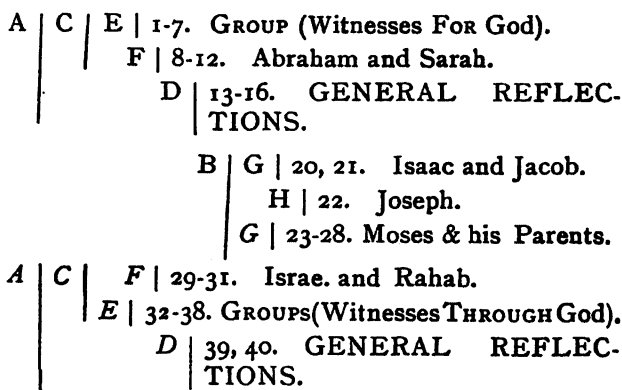 A | C | E | 1-7. GROUP (Witnesses FOR God).
F | 8-12. Abraham and Sarah.
D | 13-16. GENERAL REFLEC-
TIONS.
B | G | 20, 21. Isaac and Jacob.
H | 22. Joseph.
G | 23-28. Moses & his Parents.
A | C | F | 29-31. Israe. and Rahab.
E | 32-38. GROUPS(Witnesses THROUGH God).
D | 39, 40. GENERAL REFLEC-
TIONS.